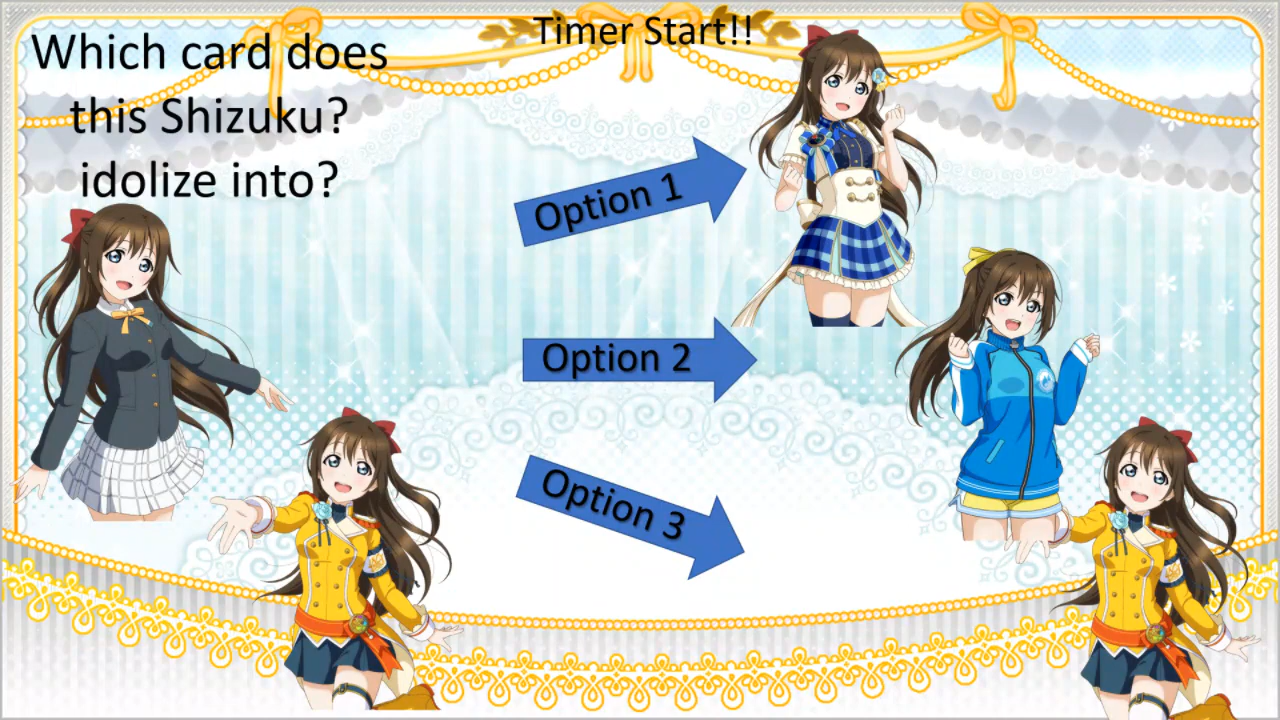 Which card does
this Shizuku?
idolize into?
Timer Start!!
Option 1
Option 2
Option 3